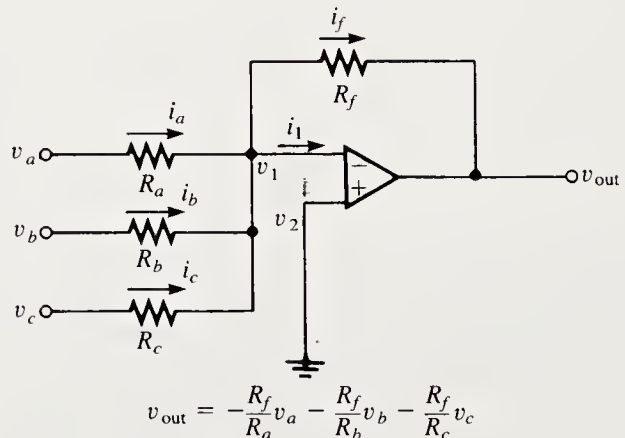 i_f
R_f
i_a
i_1
v_a
R_a
v_1
−
+
v_out
i_b
v_2
v_b
R_b
i_c
v_c
R_c
v_out = −R_f/R_a v_a − R_f/R_b v_b − R_f/R_c v_c